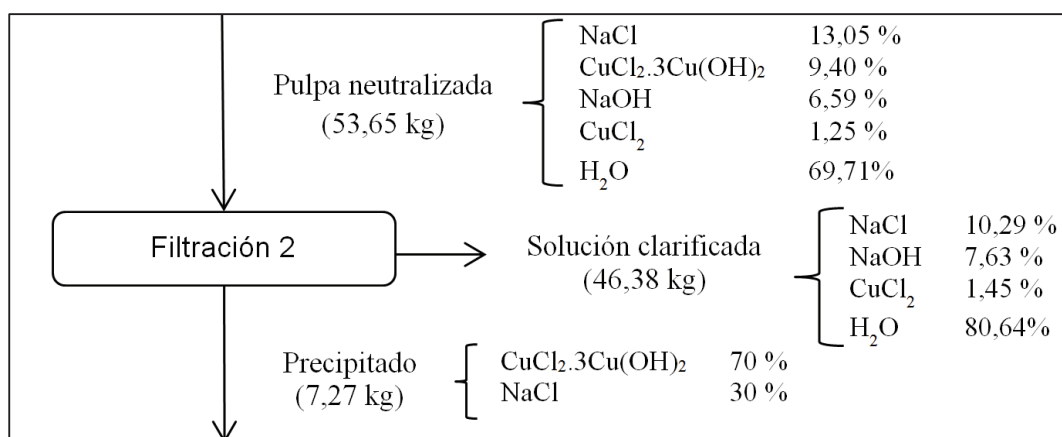 NaCl 13,05 %
CuCl₂.3Cu(OH)₂ 9,40 %
Pulpa neutralizada
NaOH 6,59 %
(53,65 kg)
CuCl₂ 1,25 %
H₂O 69,71%
Filtración 2
Solución clarificada
(46,38 kg)
NaCl 10,29 %
NaOH 7,63 %
CuCl₂ 1,45 %
H₂O 80,64%
Precipitado
(7,27 kg)
CuCl₂.3Cu(OH)₂ 70 %
NaCl 30 %